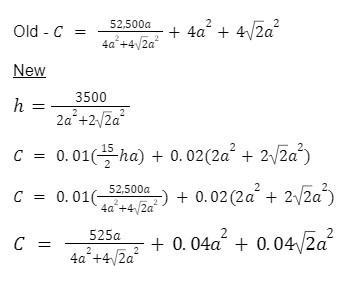 Old - C = 52,500a/(4a²+4√2a²) + 4a² + 4√2a²
New
h = 3500/(2a²+2√2a²)
C = 0.01(15/2 ha) + 0.02(2a² + 2√2a²)
C = 0.01(52,500a/(4a²+4√2a²)) + 0.02(2a² + 2√2a²)
C = 525a/(4a²+4√2a²) + 0.04a² + 0.04√2a²